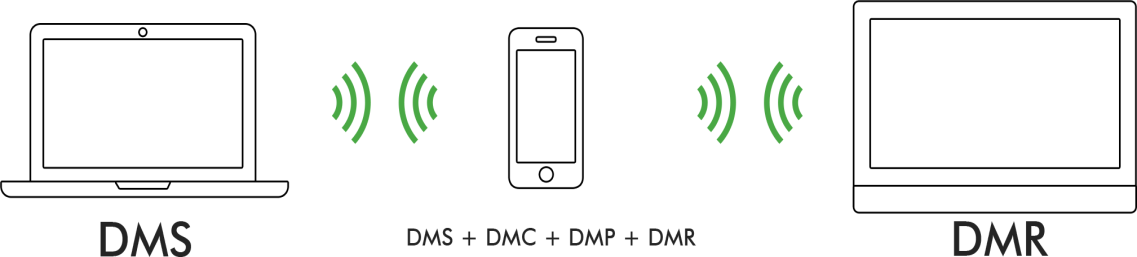 DMS
DMS + DMC + DMP + DMR
DMR